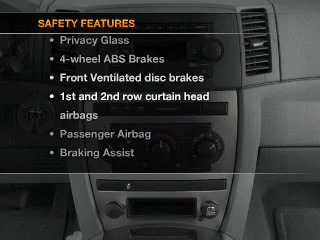 SAFETY FEATURES
• Privacy Glass
• 4-wheel ABS Brakes
• Front Ventilated disc brakes
• 1st and 2nd row curtain head
airbags
• Passenger Airbag
• Braking Assist